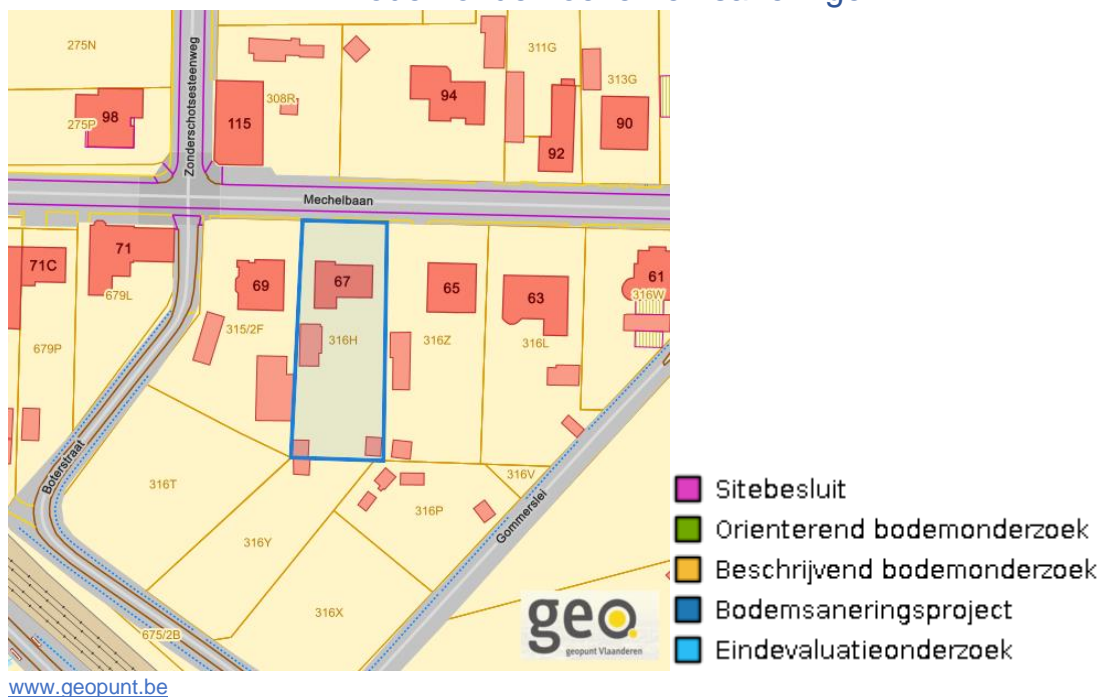 275N
311G
313G
94
98
275P
308R
115
90
92
Zonderschotsesteenweg
Mechelbaan
71
71C
679L
69
67
65
63
61
316W
315/2F
316H
316Z
316L
679P
Boterstraat
316T
316V
316P
Gommerslei
316Y
316X
675/2B
geo
geopunt Vlaanderen
Sitebesluit
Orienterend bodemonderzoek
Beschrijvend bodemonderzoek
Bodemsaneringsproject
Eindevaluatieonderzoek
www.geopunt.be